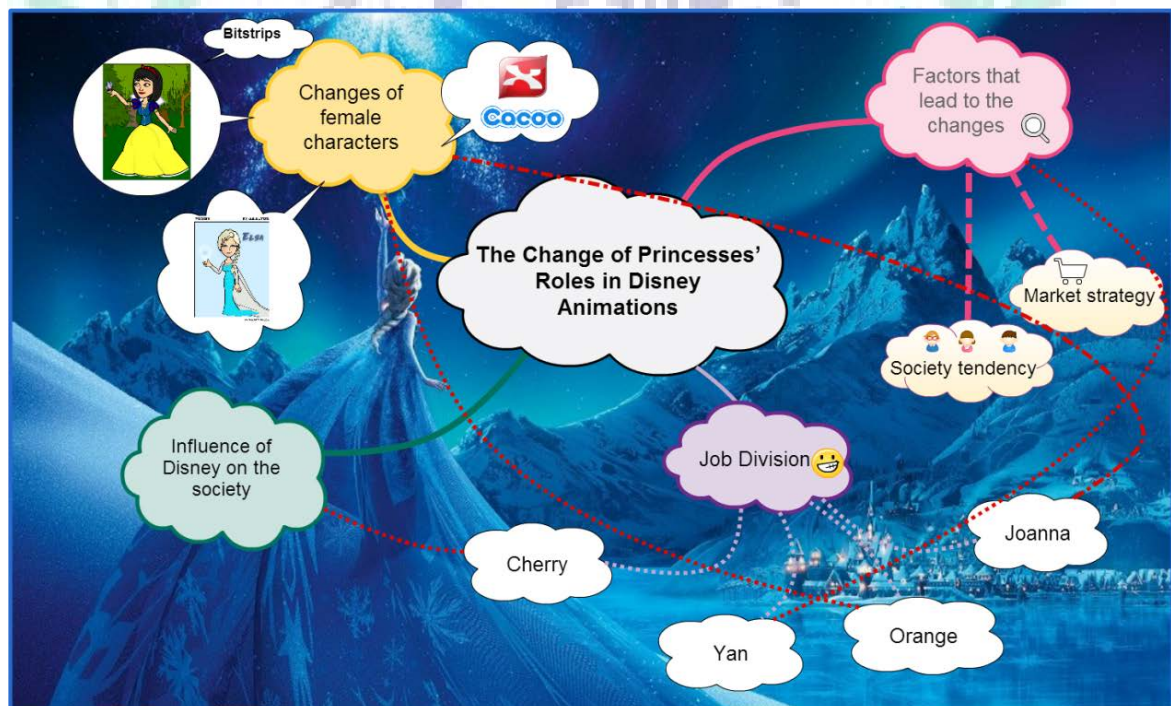 Bitstrips
Changes of
female
characters
Cacoo
Elsa
Factors that
lead to the
changes
The Change of Princesses’
Roles in Disney
Animations
Market strategy
Society tendency
Influence of
Disney on the
society
Job Division
Cherry
Joanna
Yan
Orange